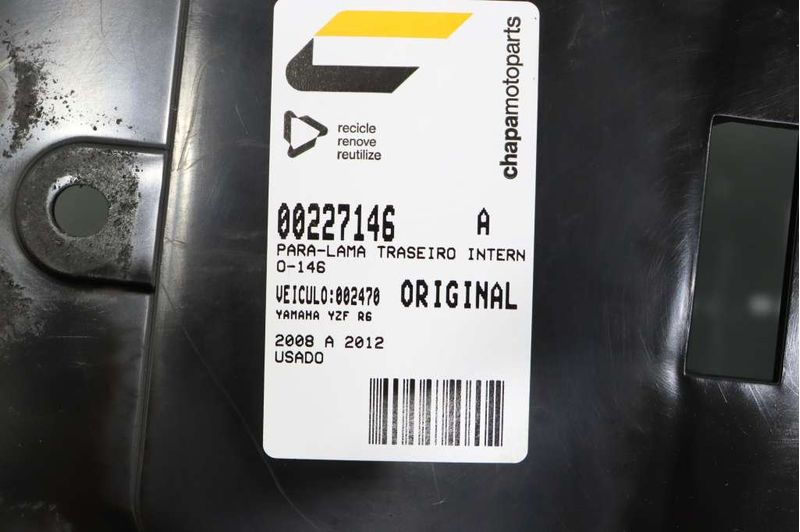 chapamotoparts
recicle
renove
reutilize
00227146 A
PARA-LAMA TRASEIRO INTERN
O-146
VEICULO:002470 ORIGINAL
YAMAHA YZF R6
2008 A 2012
USADO